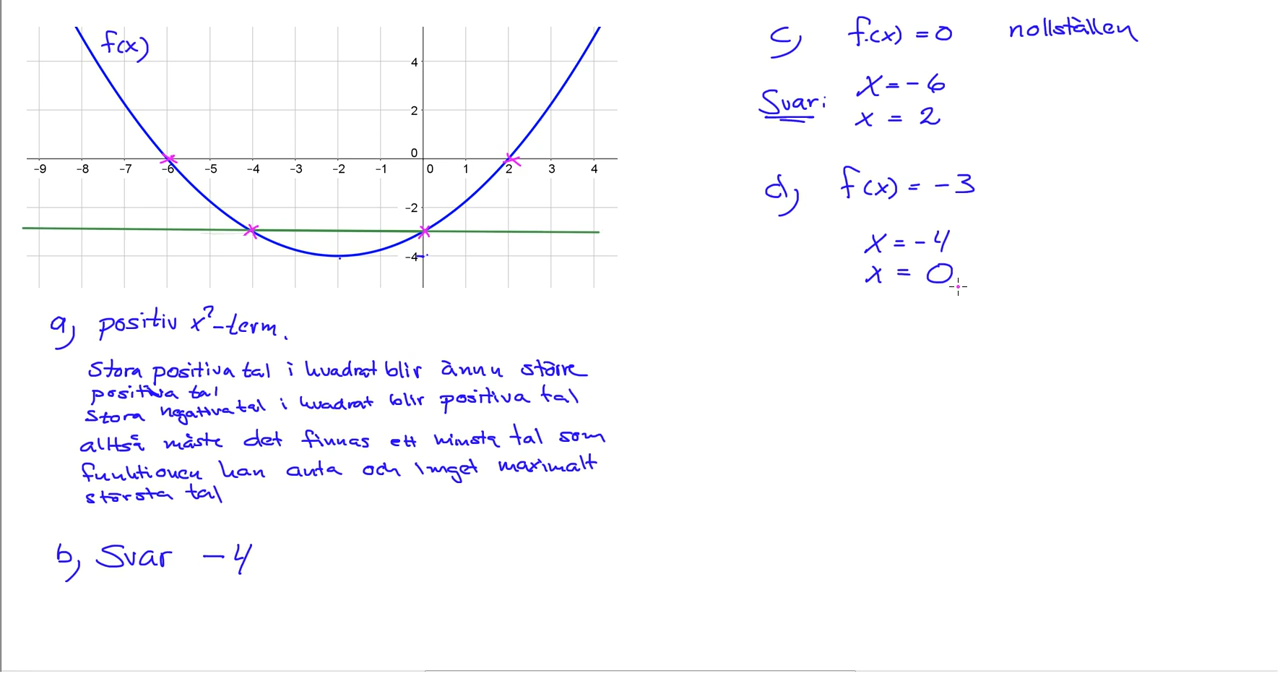 f(x)
4
2
0
-9 -8 -7 -6 -5 -4 -3 -2 -1 0 1 2 3 4
-2
-4
a) positiv x²-term.
Stora positiva tal i kvadrat blir ännu större
positiva tal
Stora negativa tal i kvadrat blir positiva tal
alltså måste det finnas ett minsta tal som
funktionen kan anta och inget maximalt
största tal
b) Svar -4
c) f(x) = 0 nollställen
Svar: x = -6
x = 2
d) f(x) = -3
x = -4
x = 0